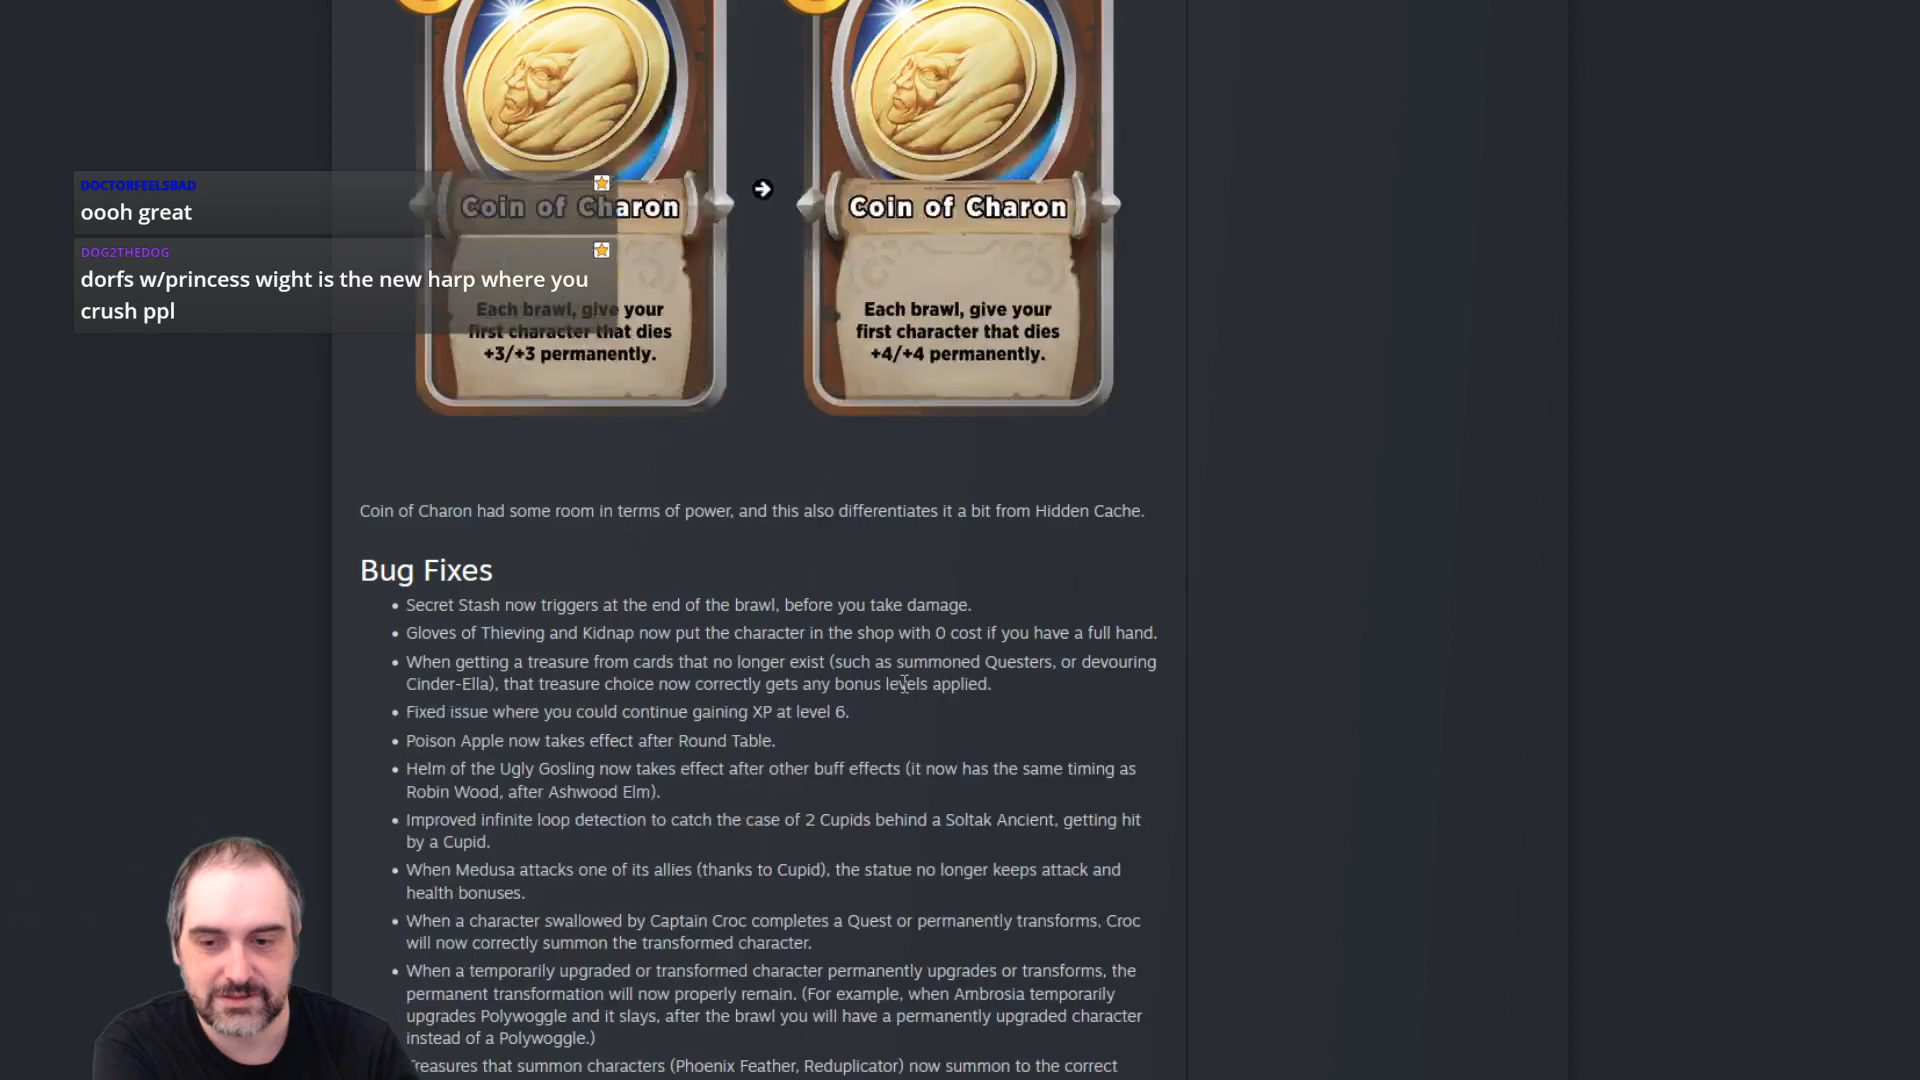 DOCTORFEELSBAD
oooh great
DOG2THEDOG
dorfs w/princess wight is the new harp where you
crush ppl
Coin of Charon
Each brawl, give your
first character that dies
+3/+3 permanently.
Coin of Charon
Each brawl, give your
first character that dies
+4/+4 permanently.
Coin of Charon had some room in terms of power, and this also differentiates it a bit from Hidden Cache.
Bug Fixes
• Secret Stash now triggers at the end of the brawl, before you take damage.
• Gloves of Thieving and Kidnap now put the character in the shop with 0 cost if you have a full hand.
• When getting a treasure from cards that no longer exist (such as summoned Questers, or devouring
Cinder-Ella), that treasure choice now correctly gets any bonus levels applied.
• Fixed issue where you could continue gaining XP at level 6.
• Poison Apple now takes effect after Round Table.
• Helm of the Ugly Gosling now takes effect after other buff effects (it now has the same timing as
Robin Wood, after Ashwood Elm).
• Improved infinite loop detection to catch the case of 2 Cupids behind a Soltak Ancient, getting hit
by a Cupid.
• When Medusa attacks one of its allies (thanks to Cupid), the statue no longer keeps attack and
health bonuses.
• When a character swallowed by Captain Croc completes a Quest or permanently transforms, Croc
will now correctly summon the transformed character.
• When a temporarily upgraded or transformed character permanently upgrades or transforms, the
permanent transformation will now properly remain. (For example, when Ambrosia temporarily
upgrades Polywoggle and it slays, after the brawl you will have a permanently upgraded character
instead of a Polywoggle.)
Treasures that summon characters (Phoenix Feather, Reduplicator) now summon to the correct